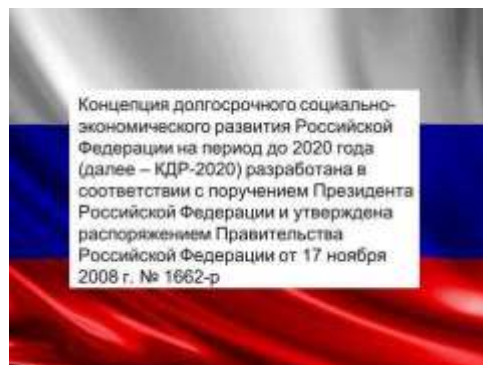 Концепция долгосрочного социально-
экономического развития Российской
Федерации на период до 2020 года
(далее – КДР-2020) разработана в
соответствии с поручением Президента
Российской Федерации и утверждена
распоряжением Правительства
Российской Федерации от 17 ноября
2008 г. № 1662-р